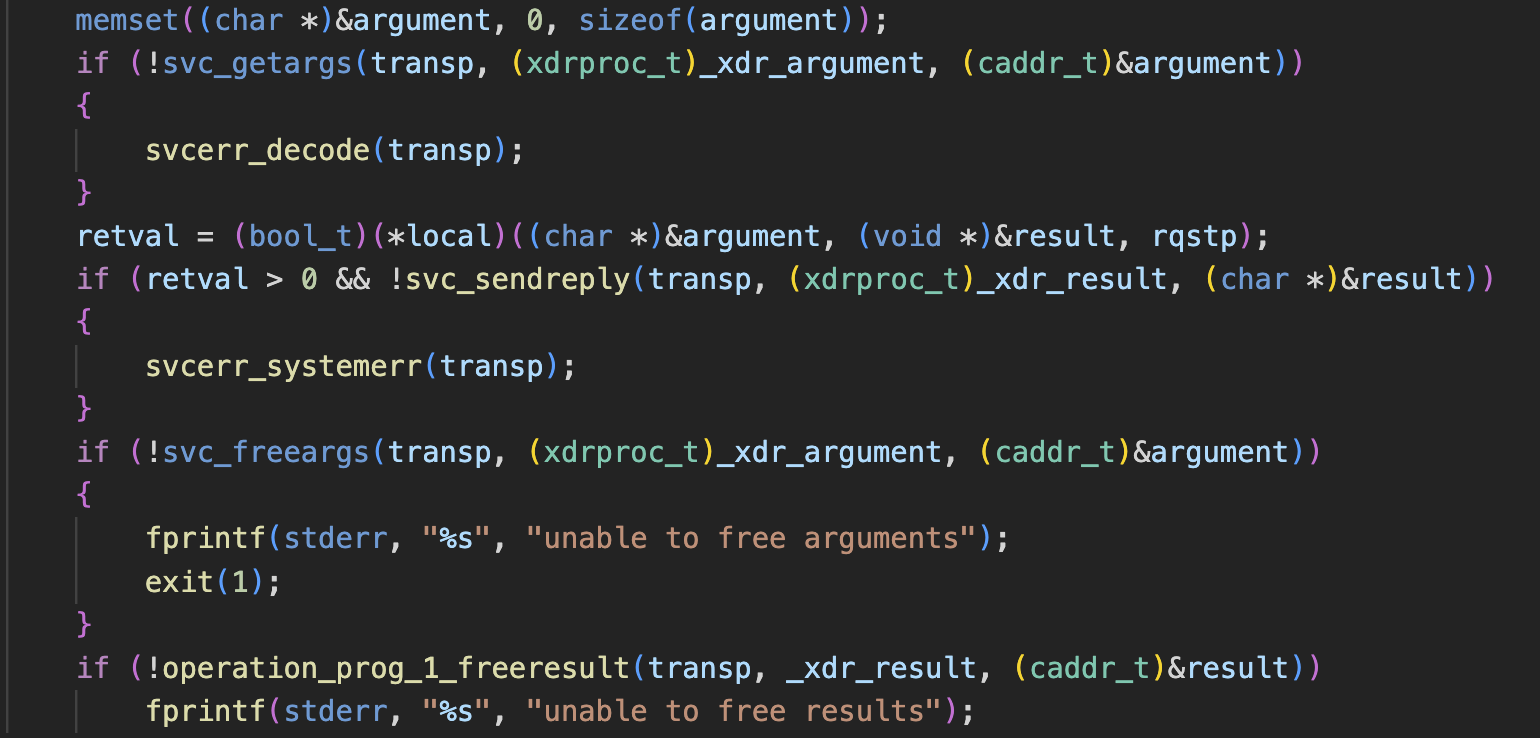 memset((char *)&argument, 0, sizeof(argument));
if (!svc_getargs(transp, (xdrproc_t)_xdr_argument, (caddr_t)&argument))
{
svcerr_decode(transp);
}
retval = (bool_t)(*local)((char *)&argument, (void *)&result, rqstp);
if (retval > 0 && !svc_sendreply(transp, (xdrproc_t)_xdr_result, (char *)&result))
{
svcerr_systemerr(transp);
}
if (!svc_freeargs(transp, (xdrproc_t)_xdr_argument, (caddr_t)&argument))
{
fprintf(stderr, "%s", "unable to free arguments");
exit(1);
}
if (!operation_prog_1_freeresult(transp, _xdr_result, (caddr_t)&result))
fprintf(stderr, "%s", "unable to free results");